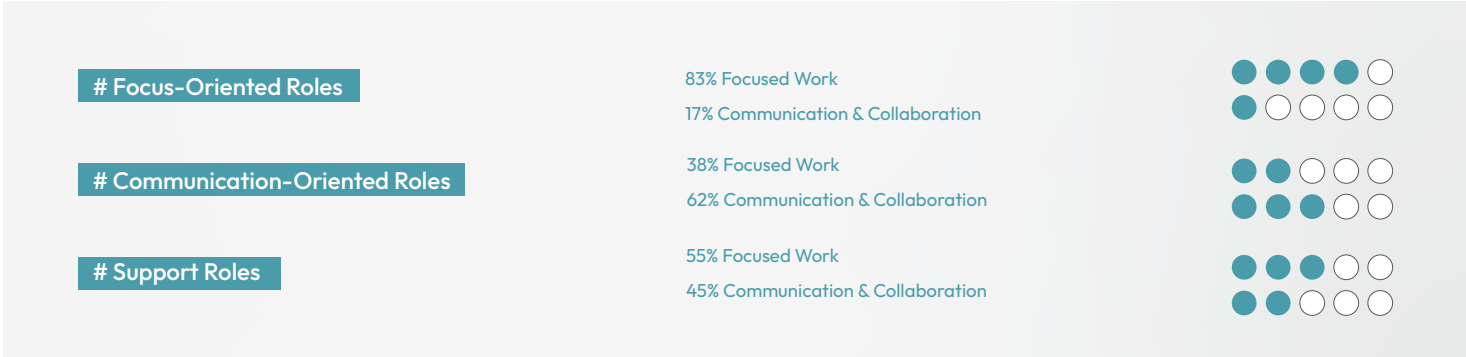 # Focus-Oriented Roles
83% Focused Work
17% Communication & Collaboration
# Communication-Oriented Roles
38% Focused Work
62% Communication & Collaboration
# Support Roles
55% Focused Work
45% Communication & Collaboration